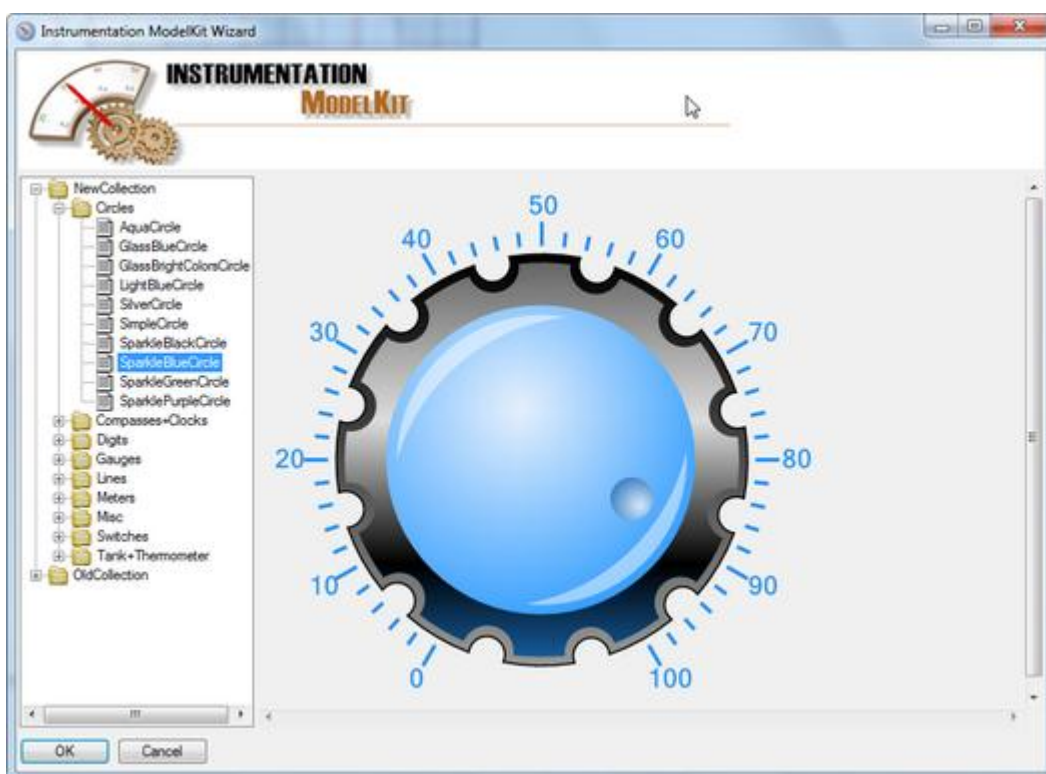 Instrumentation ModelKit Wizard
INSTRUMENTATION
MODELKIT
NewCollection
Circles
AquaCircle
GlassBlueCircle
GlassBrightColorsCircle
LightBlueCircle
SilverCircle
SimpleCircle
SparkleBlackCircle
SparkleBlueCircle
SparkleGreenCircle
SparklePurpleCircle
Compasses+Clocks
Digits
Gauges
Lines
Meters
Misc
Switches
Tank+Thermometer
OldCollection
50
40
60
30
70
20
80
10
90
0
100
OK
Cancel